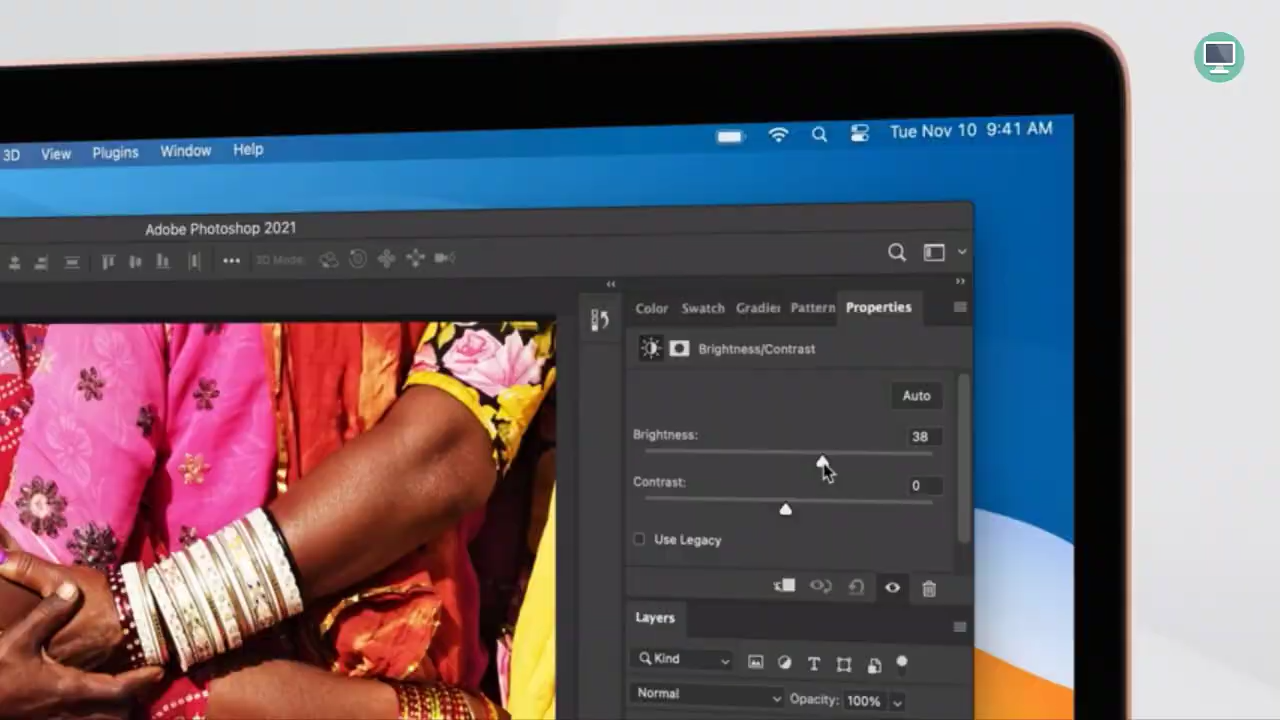 3D View Plugins Window Help Tue Nov 10 9:41 AM
Adobe Photoshop 2021
3D Mode:
Color Swatch Gradier Pattern Properties
Brightness/Contrast
Auto
Brightness: 38
Contrast: 0
Use Legacy
Layers
Kind
Normal Opacity: 100%